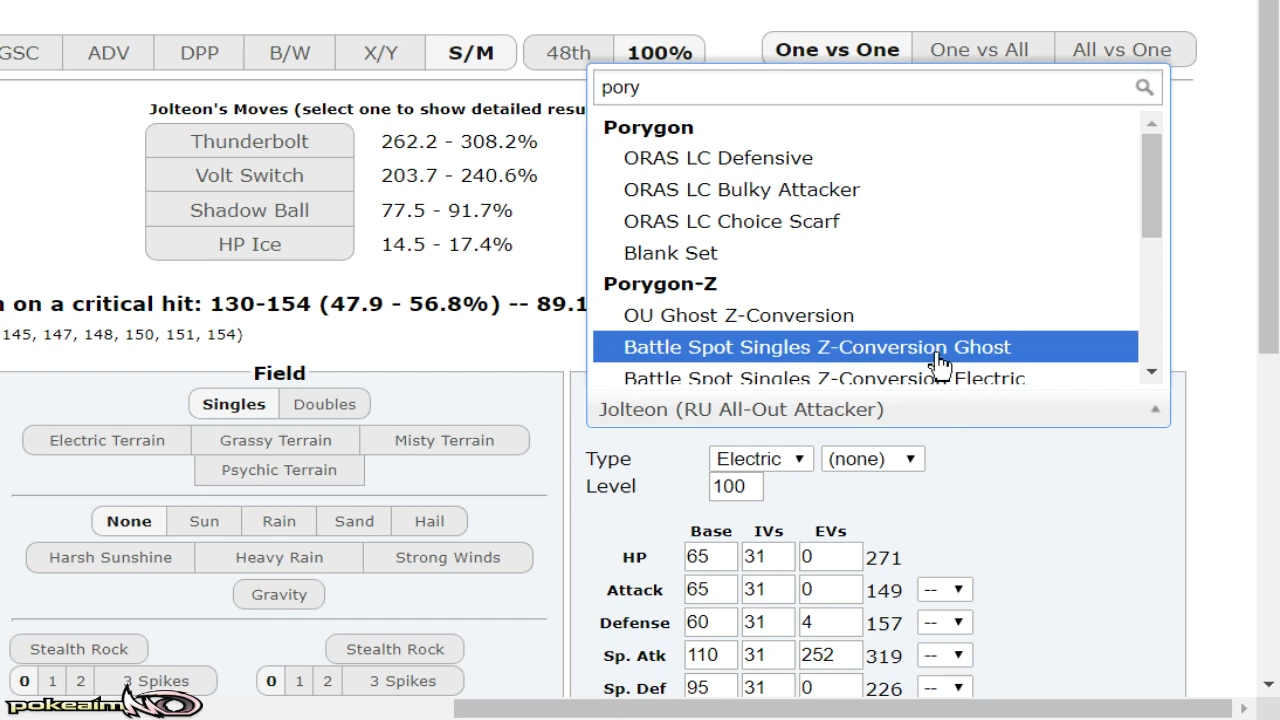 GSC ADV DPP B/W X/Y S/M 48th 100% One vs One One vs All All vs One
pory
Jolteon's Moves (select one to show detailed resu
Thunderbolt 262.2 - 308.2%
Volt Switch 203.7 - 240.6%
Shadow Ball 77.5 - 91.7%
HP Ice 14.5 - 17.4%
Porygon
ORAS LC Defensive
ORAS LC Bulky Attacker
ORAS LC Choice Scarf
Blank Set
Porygon-Z
OU Ghost Z-Conversion
Battle Spot Singles Z-Conversion Ghost
Battle Spot Singles Z-Conversion Electric
Jolteon (RU All-Out Attacker)
n on a critical hit: 130-154 (47.9 - 56.8%) -- 89.1
145, 147, 148, 150, 151, 154)
Field
Singles Doubles
Electric Terrain Grassy Terrain Misty Terrain
Psychic Terrain
None Sun Rain Sand Hail
Harsh Sunshine Heavy Rain Strong Winds
Gravity
Stealth Rock Stealth Rock
0 1 2 3 Spikes 0 1 2 3 Spikes
Type Electric (none)
Level 100
Base IVs EVs
HP 65 31 0 271
Attack 65 31 0 149 --
Defense 60 31 4 157 --
Sp. Atk 110 31 252 319 --
Sp. Def 95 31 0 226 --
pokeaimMD